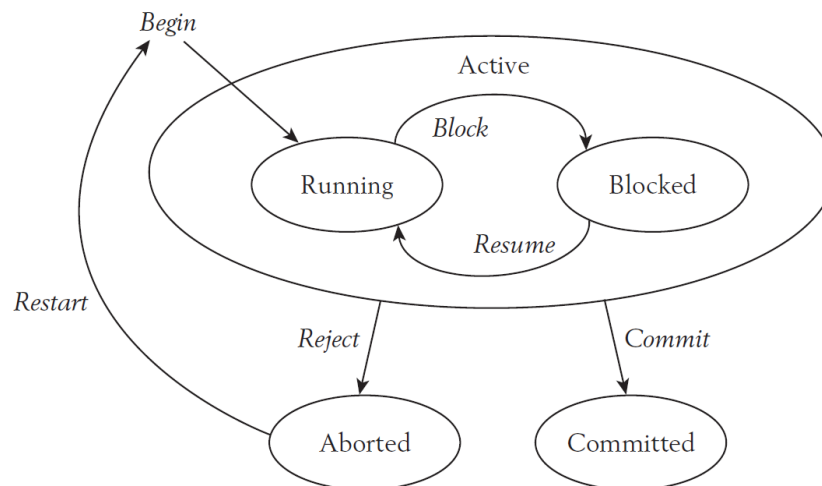 Begin
Active
Block
Running
Blocked
Resume
Restart
Reject
Commit
Aborted
Committed